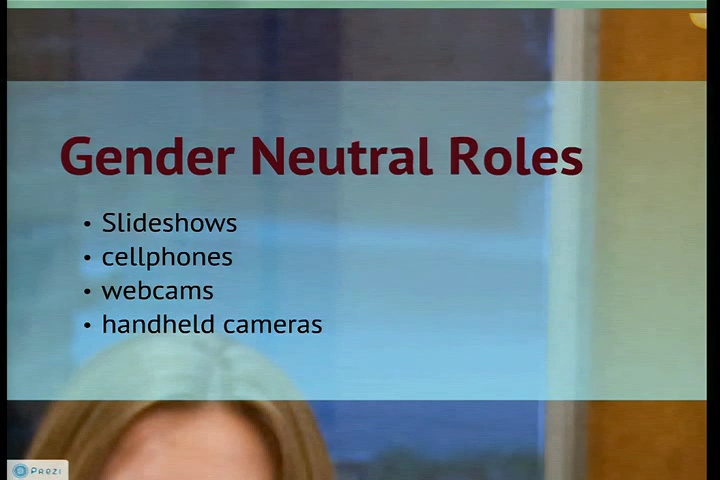 Gender Neutral Roles
• Slideshows
• cellphones
• webcams
• handheld cameras
PREZI